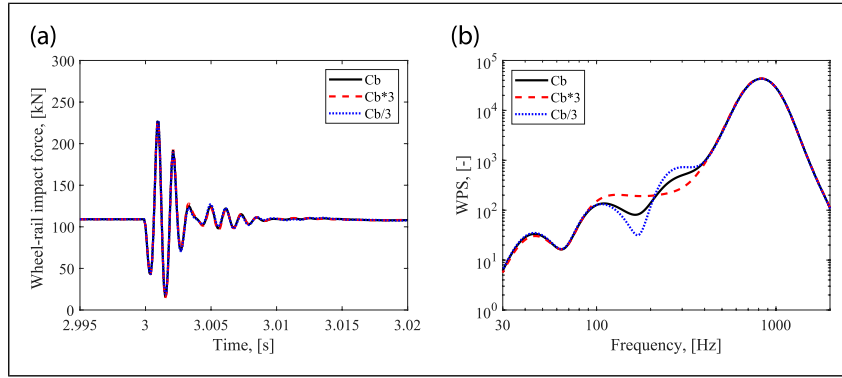 (a)
300
250
200
150
100
50
0
Wheel-rail impact force, [kN]
Cb
Cb*3
Cb/3
2.995
3
3.005
3.01
3.015
3.02
Time, [s]
(b)
10^5
10^4
10^3
10^2
10^1
10^0
WPS, [-]
Cb
Cb*3
Cb/3
30
100
1000
Frequency, [Hz]